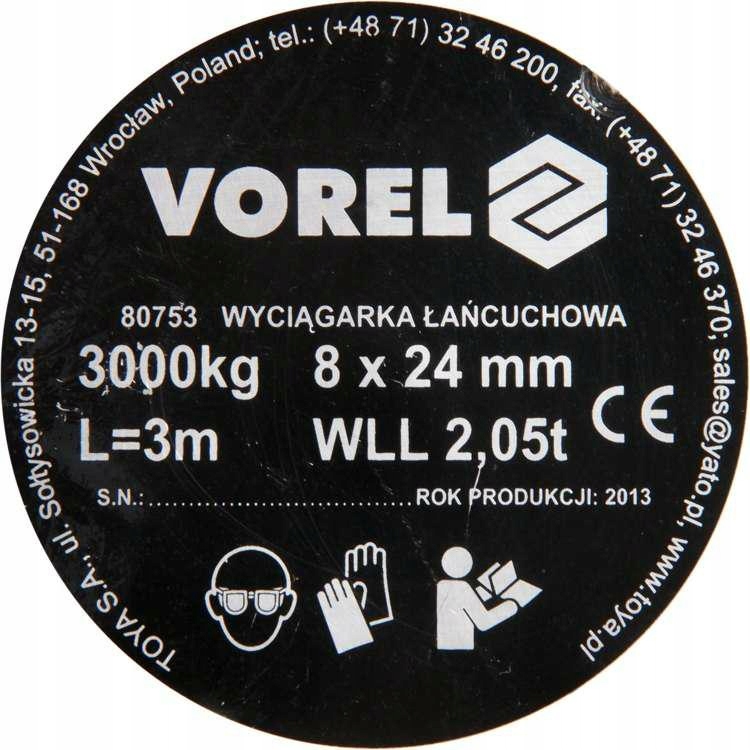 TOYA S.A., ul. Sołtysowicka 13-15, 51-168 Wrocław, Poland; tel.: (+48 71) 32 46 200, fax: (+48 71) 32 46 370; sales@yato.pl, www.toya.pl
VOREL
80753 WYCIĄGARKA ŁAŃCUCHOWA
3000kg 8 x 24 mm
L=3m WLL 2,05t CE
S.N.:....................................... ROK PRODUKCJI: 2013